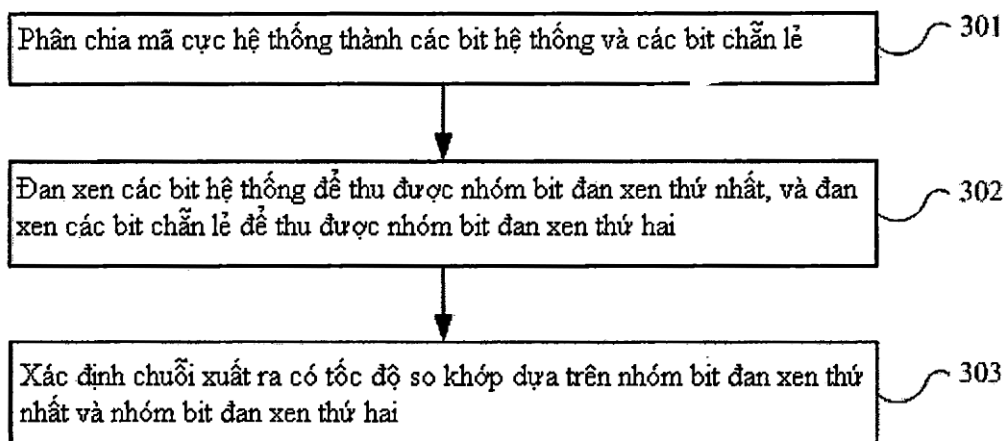 Phân chia mã cực hệ thống thành các bit hệ thống và các bit chẵn lẻ
301
Đan xen các bit hệ thống để thu được nhóm bit đan xen thứ nhất, và đan
xen các bit chẵn lẻ để thu được nhóm bit đan xen thứ hai
302
Xác định chuỗi xuất ra có tốc độ so khớp dựa trên nhóm bit đan xen thứ
nhất và nhóm bit đan xen thứ hai
303